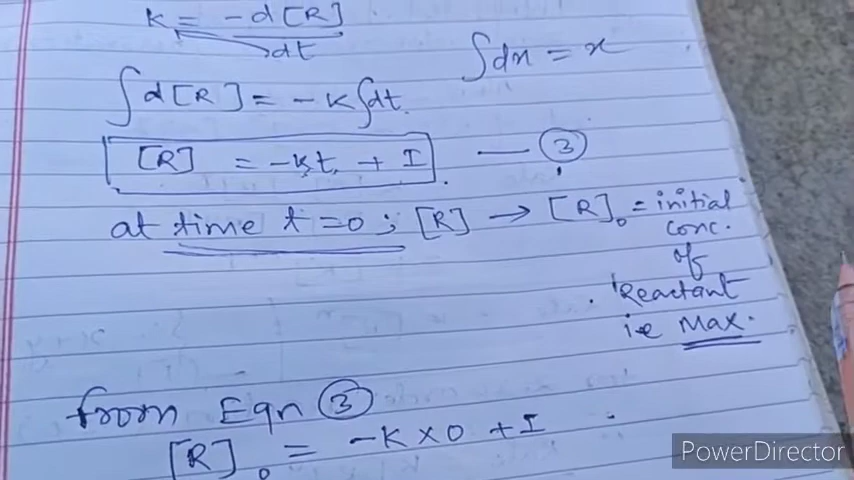 K = -d[R]
dt
∫dx = x
∫d[R] = -K∫dt.
[R] = -kt, + I — ③
at time t=0 ; [R] → [R]₀ = initial
conc.
of
Reactant
ie Max.
from Eqn ③
[R]₀ = -K×0 + I
PowerDirector